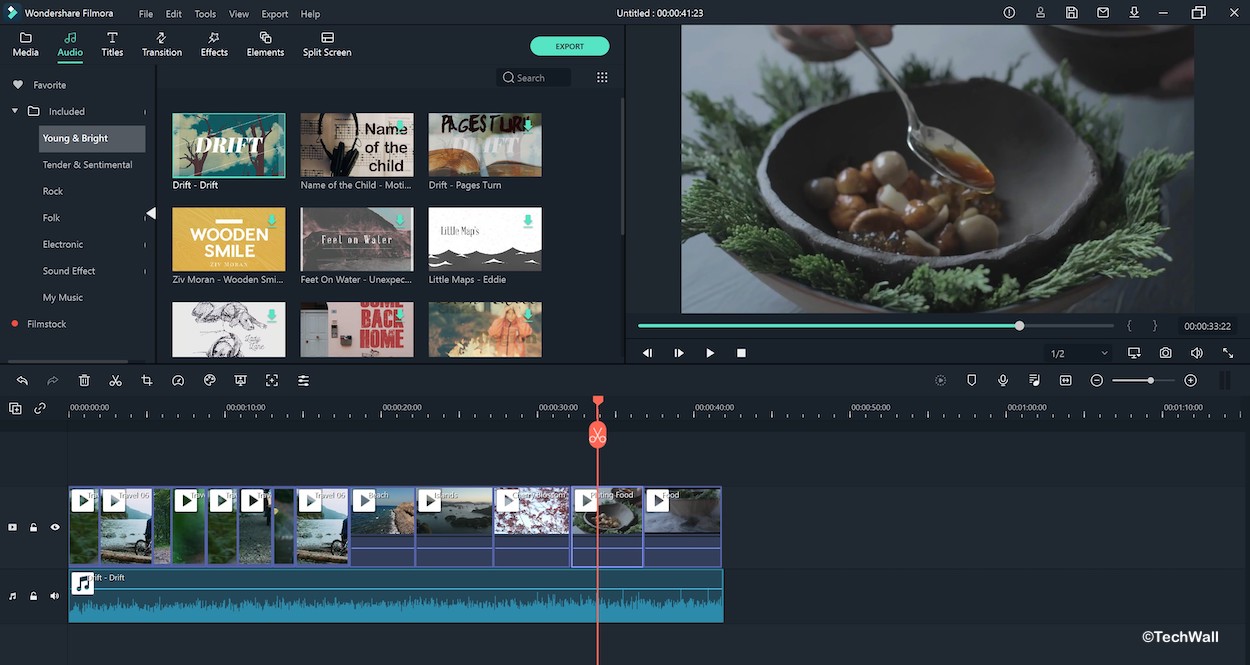 Wondershare Filmora File Edit Tools View Export Help Untitled : 00:00:41:23
Media Audio Titles Transition Effects Elements Split Screen EXPORT
Favorite
Search
Included
Young & Bright
Tender & Sentimental
Rock
Folk
Electronic
Sound Effect
My Music
Filmstock
DRIFT
Name of the child
PAGES TURN
DRIFT
Drift - Drift Name of the Child - Moti... Drift - Pages Turn
WOODEN
SMILE
ZIV MORAN
Feel on Water
Little Map's
Ziv Moran - Wooden Smi... Feet On Water - Unexpec... Little Maps - Eddie
COME
BACK
HOME
00:00:33:22
1/2
00:00:00:00 00:00:10:00 00:00:20:00 00:00:30:00 00:00:40:00 00:00:50:00 00:01:00:00 00:01:10:00
Travel 06 Travel 06 Beach Islands Cherry Blossom Plating Food Food
Drift - Drift
©TechWall